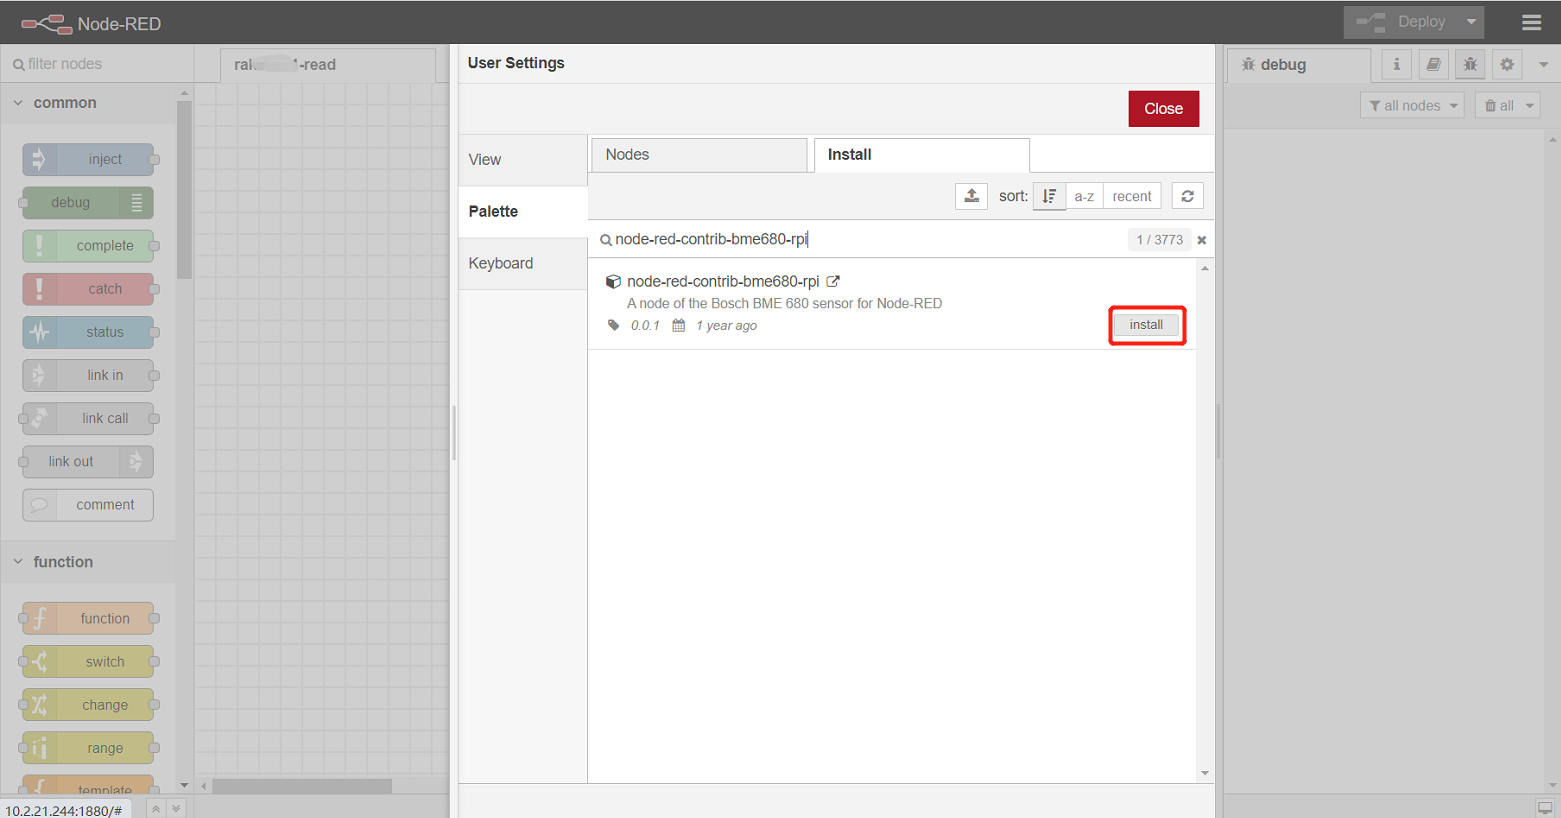 Node-RED
Deploy
filter nodes
-read
User Settings
debug
common
all nodes
all
Close
inject
debug
complete
catch
status
link in
link call
link out
comment
function
function
switch
change
range
template
View
Palette
Keyboard
Nodes
Install
sort:
a-z
recent
node-red-contrib-bme680-rpi
1 / 3773
node-red-contrib-bme680-rpi
A node of the Bosch BME 680 sensor for Node-RED
0.0.1
1 year ago
install
10.2.21.244:1880/#